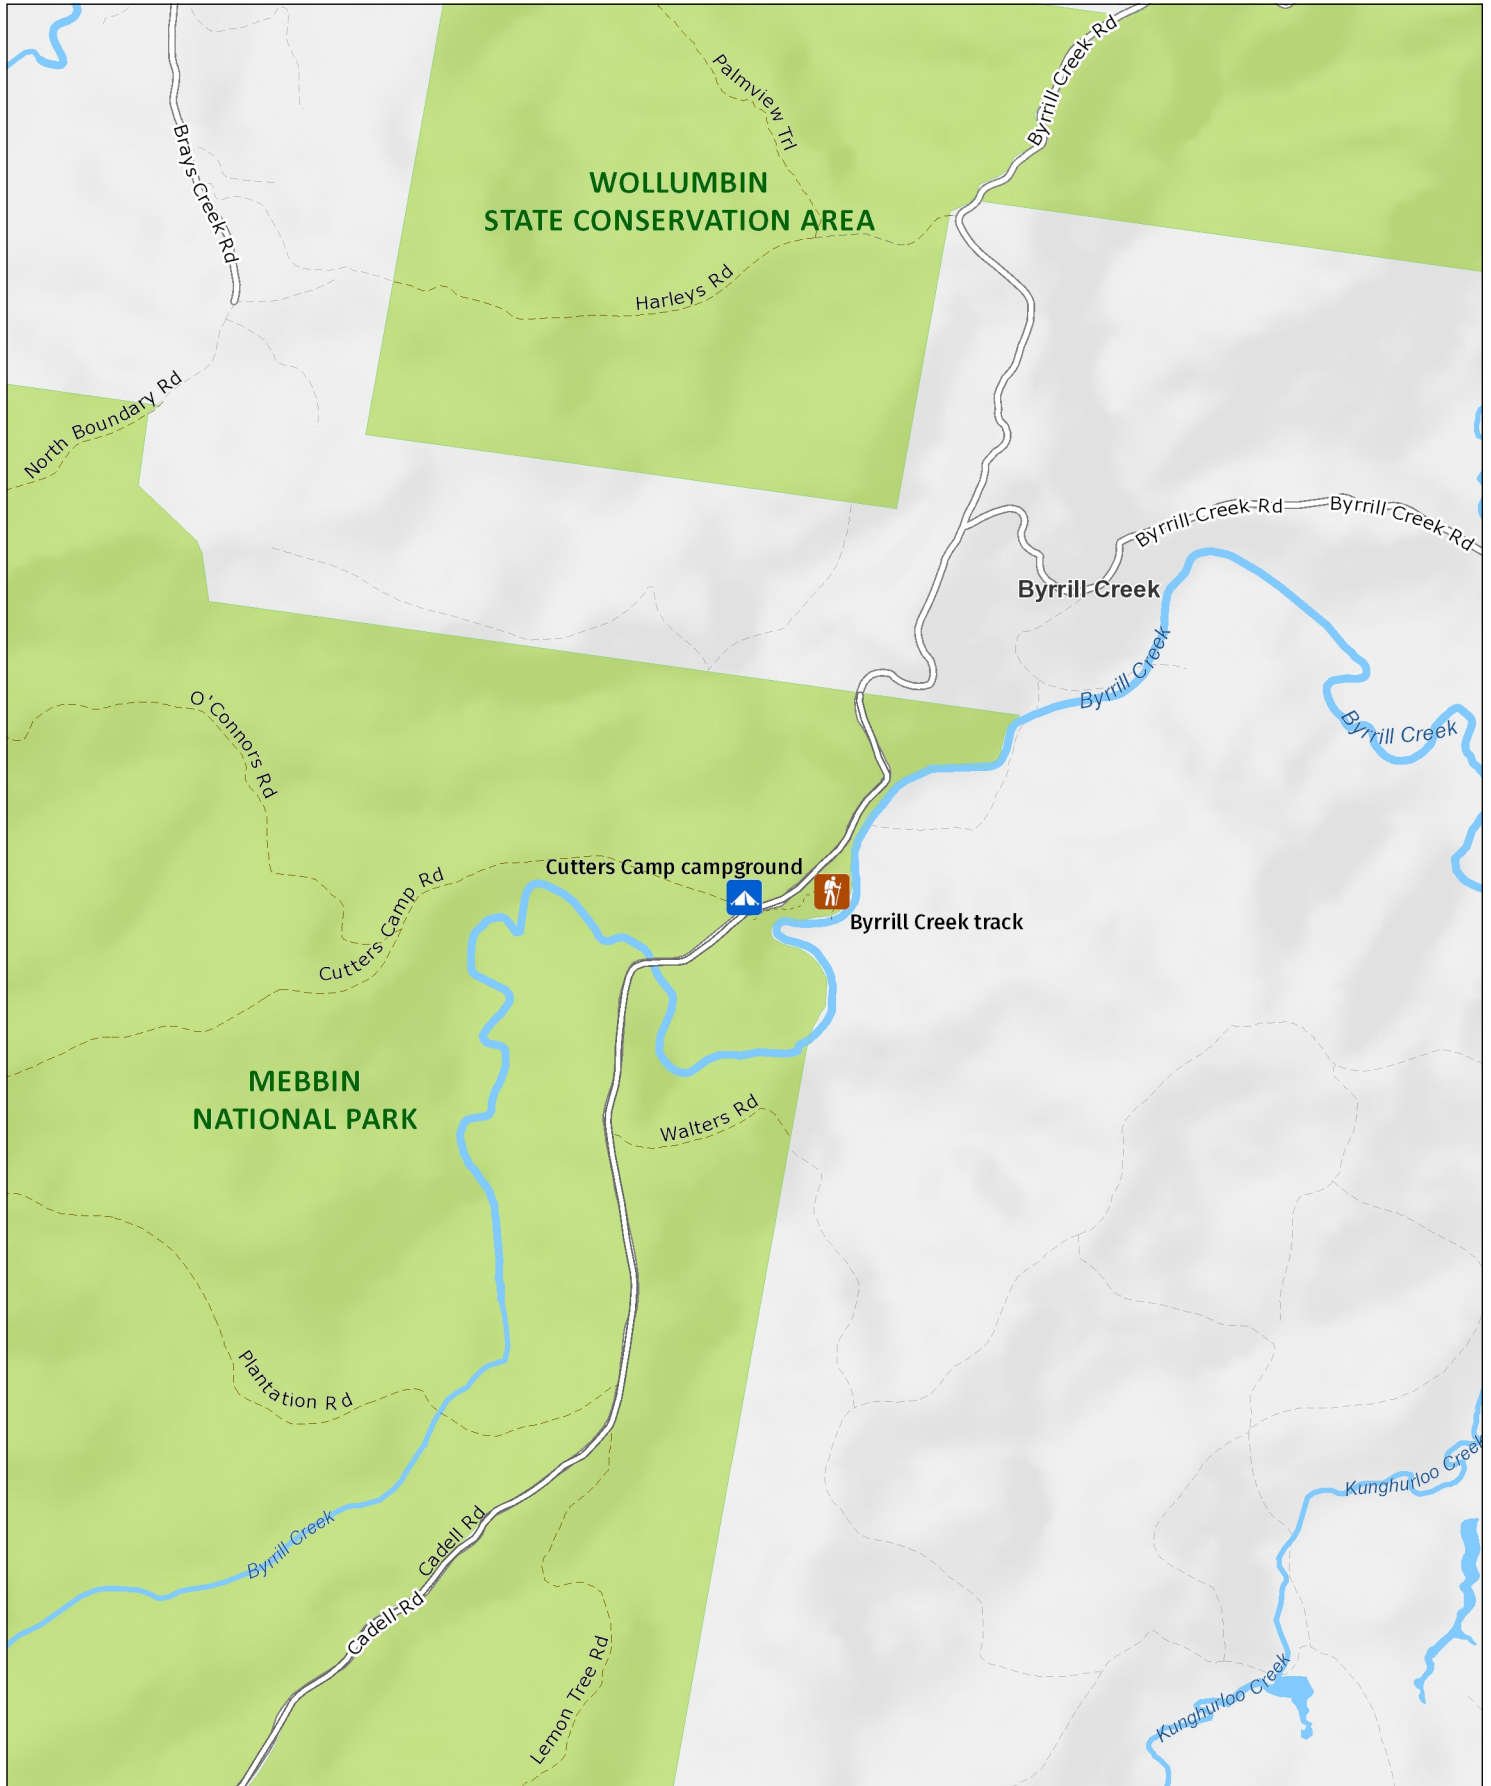 Byrrill Creek Rd
Palmview Trl
Brays Creek Rd
WOLLUMBIN
STATE CONSERVATION AREA
Harleys Rd
North Boundary Rd
Byrrill Creek Rd
Byrrill Creek Rd
Byrrill Creek
Byrrill Creek
Byrrill Creek
O'Connors Rd
Cutters Camp campground
Cutters Camp Rd
Byrrill Creek track
MEBBIN
NATIONAL PARK
Walters Rd
Plantation Rd
Kunghurloo Creek
Byrrill Creek
Cadell Rd
Cadell Rd
Lemon Tree Rd
Kunghurloo Creek